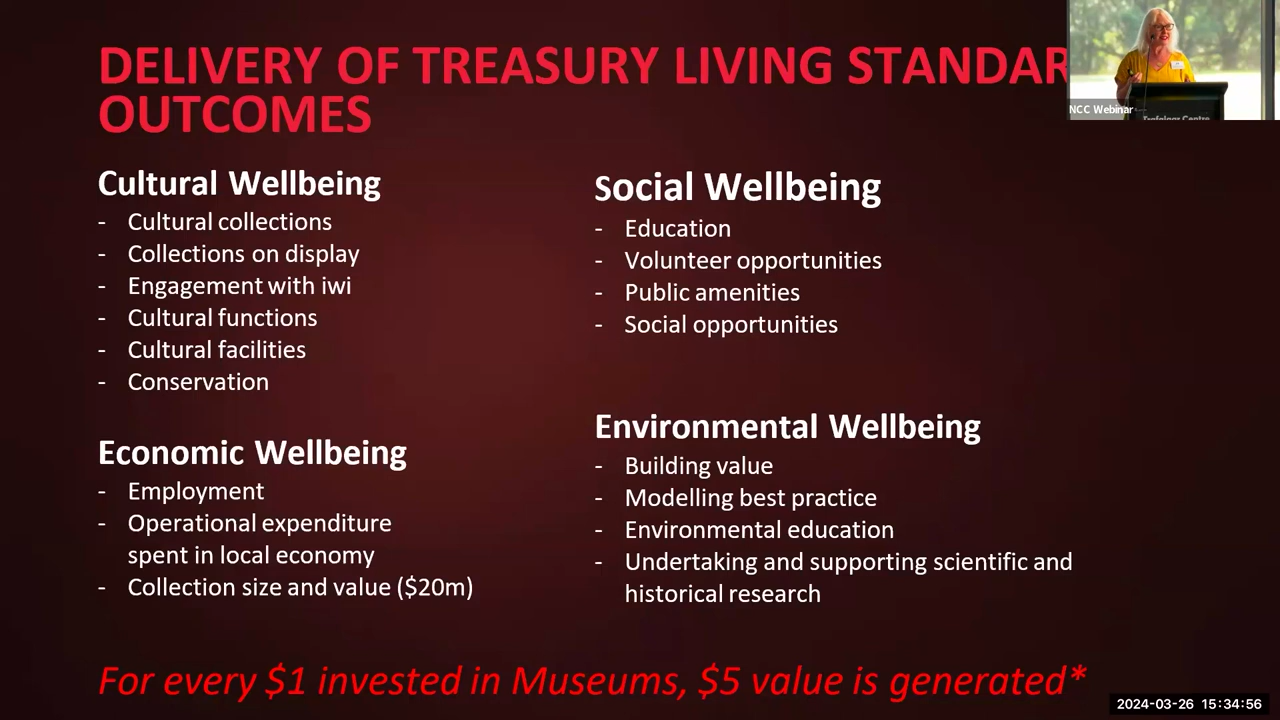 DELIVERY OF TREASURY LIVING STANDAR
OUTCOMES
Cultural Wellbeing
- Cultural collections
- Collections on display
- Engagement with iwi
- Cultural functions
- Cultural facilities
- Conservation
Economic Wellbeing
- Employment
- Operational expenditure
spent in local economy
- Collection size and value ($20m)
Social Wellbeing
- Education
- Volunteer opportunities
- Public amenities
- Social opportunities
Environmental Wellbeing
- Building value
- Modelling best practice
- Environmental education
- Undertaking and supporting scientific and
historical research
For every $1 invested in Museums, $5 value is generated*
NCC Webinar
Trafalgar Centre
2024-03-26 15:34:56